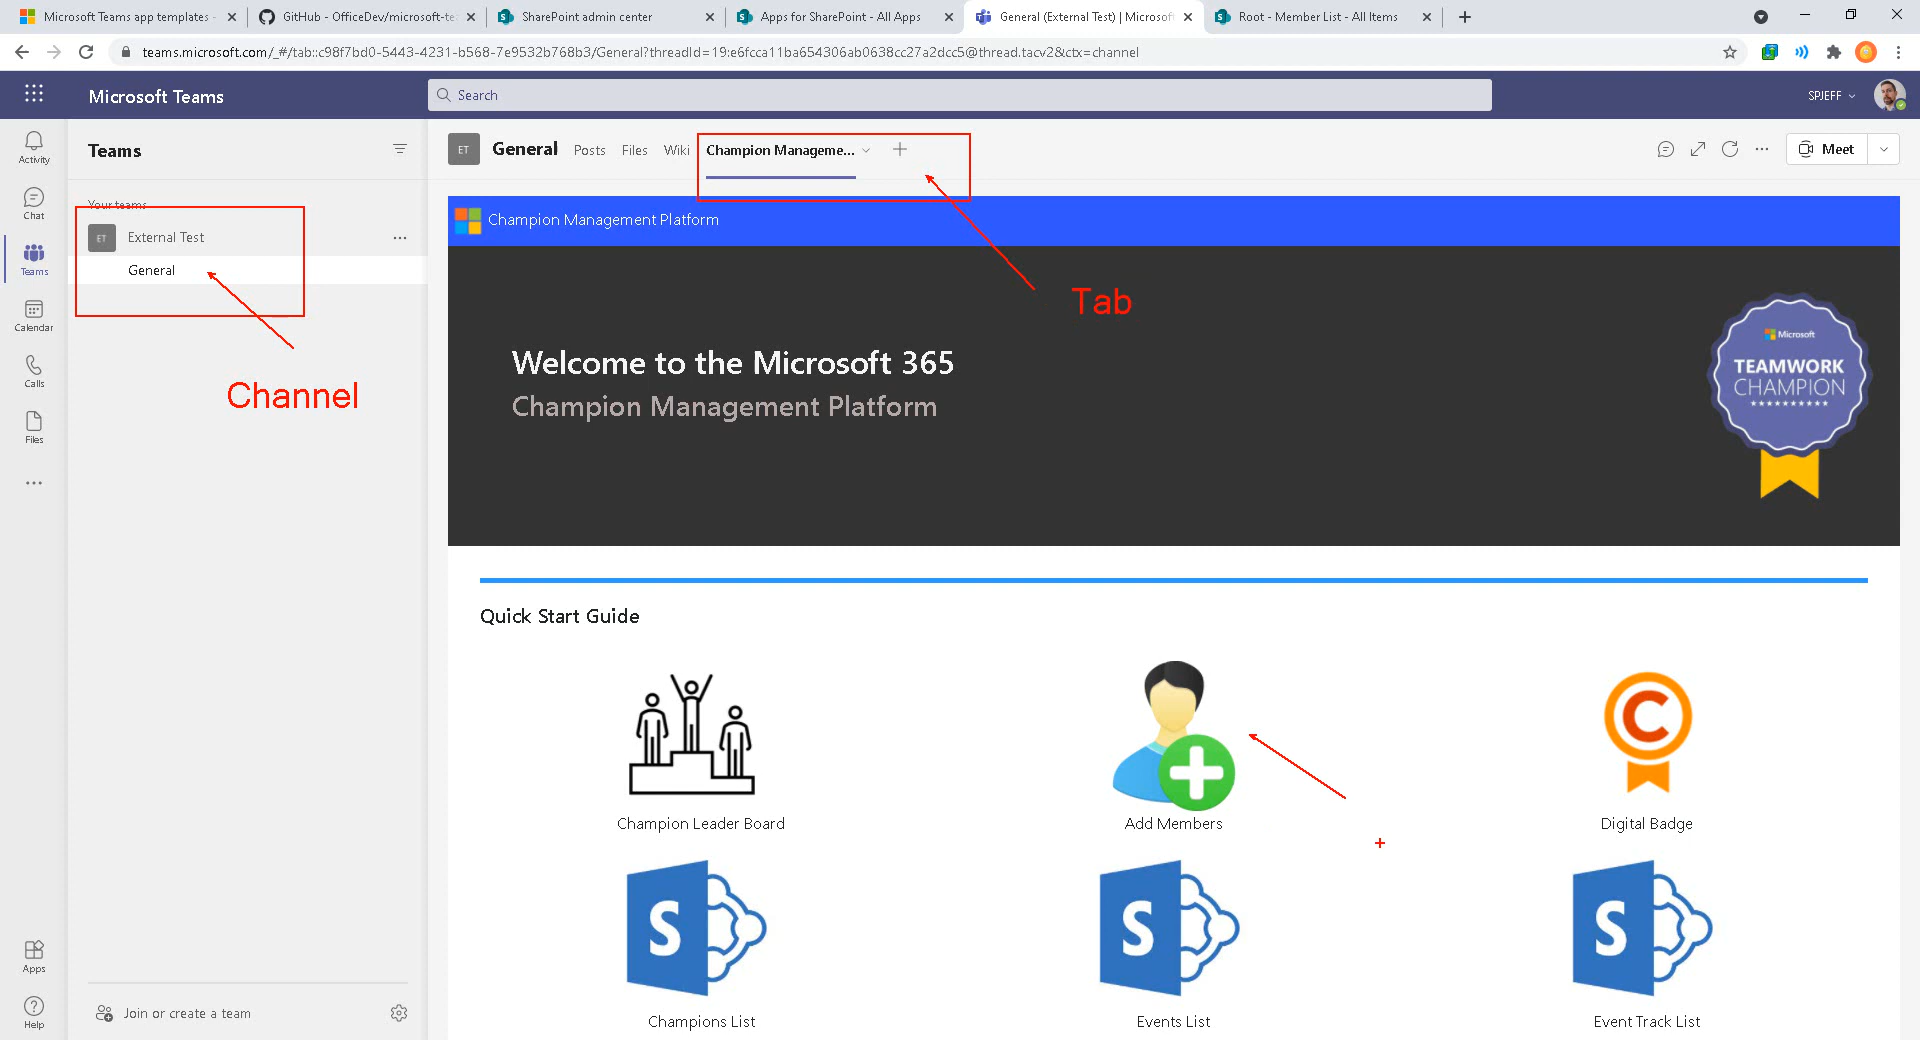 Microsoft Teams app templates -
GitHub - OfficeDev/microsoft-te
SharePoint admin center
Apps for SharePoint - All Apps
General (External Test) | Microsoft
Root - Member List - All Items
teams.microsoft.com/_#/tab::c98f7bd0-5443-4231-b568-7e9532b768b3/General?threadId=19:e6fcca11ba654306ab0638cc27a2dcc5@thread.tacv2&ctx=channel
Microsoft Teams
Search
SPJEFF
Activity
Chat
Teams
Calendar
Calls
Files
Apps
Help
Teams
Your teams
ET
External Test
General
Channel
Join or create a team
ET
General
Posts
Files
Wiki
Champion Manageme...
Meet
Tab
Champion Management Platform
Welcome to the Microsoft 365
Champion Management Platform
Microsoft
TEAMWORK
CHAMPION
Quick Start Guide
Champion Leader Board
Add Members
C
Digital Badge
S
Champions List
S
Events List
S
Event Track List